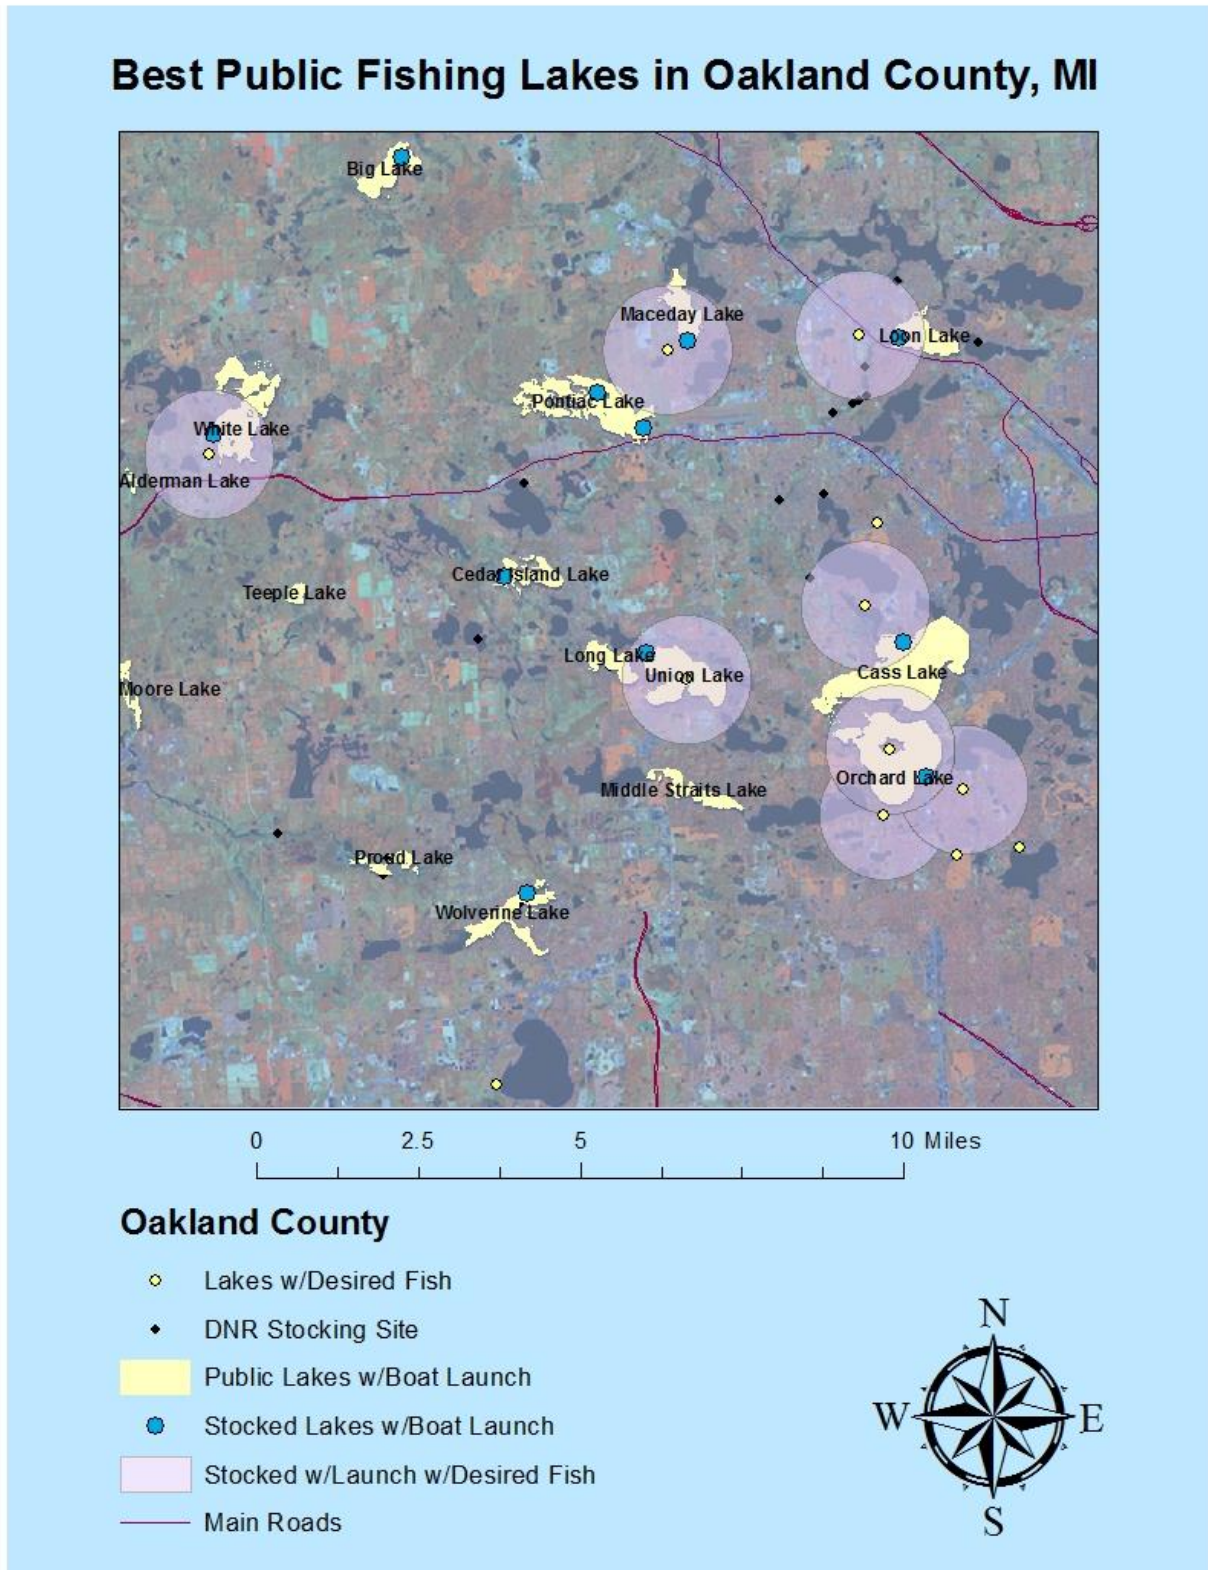 Best Public Fishing Lakes in Oakland County, MI
Big Lake
Maceday Lake
Loon Lake
Pontiac Lake
White Lake
Alderman Lake
Cedar Island Lake
Teeple Lake
Long Lake
Union Lake
Cass Lake
Moore Lake
Orchard Lake
Middle Straits Lake
Proud Lake
Wolverine Lake
0 2.5 5 10 Miles
Oakland County
Lakes w/Desired Fish
DNR Stocking Site
Public Lakes w/Boat Launch
Stocked Lakes w/Boat Launch
Stocked w/Launch w/Desired Fish
Main Roads
N
W E
S